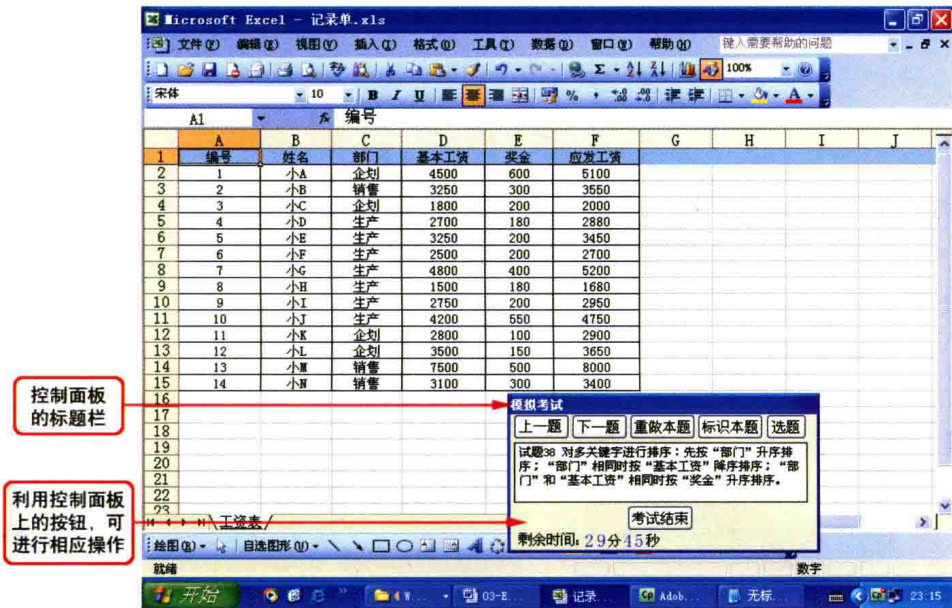 Microsoft Excel - 记录单.xls
文件(F) 编辑(E) 视图(V) 插入(I) 格式(O) 工具(T) 数据(D) 窗口(W) 帮助(H) 键入需要帮助的问题
100%
宋体 10 B I U
A1 fx 编号
A B C D E F G H I J
1 编号 姓名 部门 基本工资 奖金 应发工资
2 1 小A 企划 4500 600 5100
3 2 小B 销售 3250 300 3550
4 3 小C 企划 1800 200 2000
5 4 小D 生产 2700 180 2880
6 5 小E 生产 3250 200 3450
7 6 小F 生产 2500 200 2700
8 7 小G 生产 4800 400 5200
9 8 小H 生产 1500 180 1680
10 9 小I 生产 2750 200 2950
11 10 小J 生产 4200 550 4750
12 11 小K 企划 2800 100 2900
13 12 小L 企划 3500 150 3650
14 13 小M 销售 7500 500 8000
15 14 小N 销售 3100 300 3400
16
17
18
19
20
21
22
23
控制面板
的标题栏
利用控制面板
上的按钮，可
进行相应操作
模拟考试
上一题 下一题 重做本题 标识本题 选题
试题38 对多关键字进行排序：先按“部门”升序排
序；“部门”相同时按“基本工资”降序排序；“部
门”和“基本工资”相同时按“奖金”升序排序。
考试结束
剩余时间: 29分45秒
工资表
绘图(R) 自选图形(U)
就绪 数字
开始 4 W... 03-E... 记录... Adob... 无标... 23:15